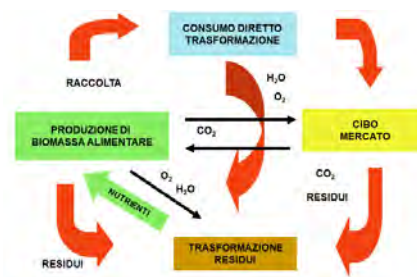 CONSUMO DIRETTO
TRASFORMAZIONE
RACCOLTA
H₂O
O₂
PRODUZIONE DI
BIOMASSA ALIMENTARE
CO₂
CIBO
MERCATO
O₂
H₂O
CO₂
RESIDUI
NUTRIENTI
RESIDUI
TRASFORMAZIONE
RESIDUI